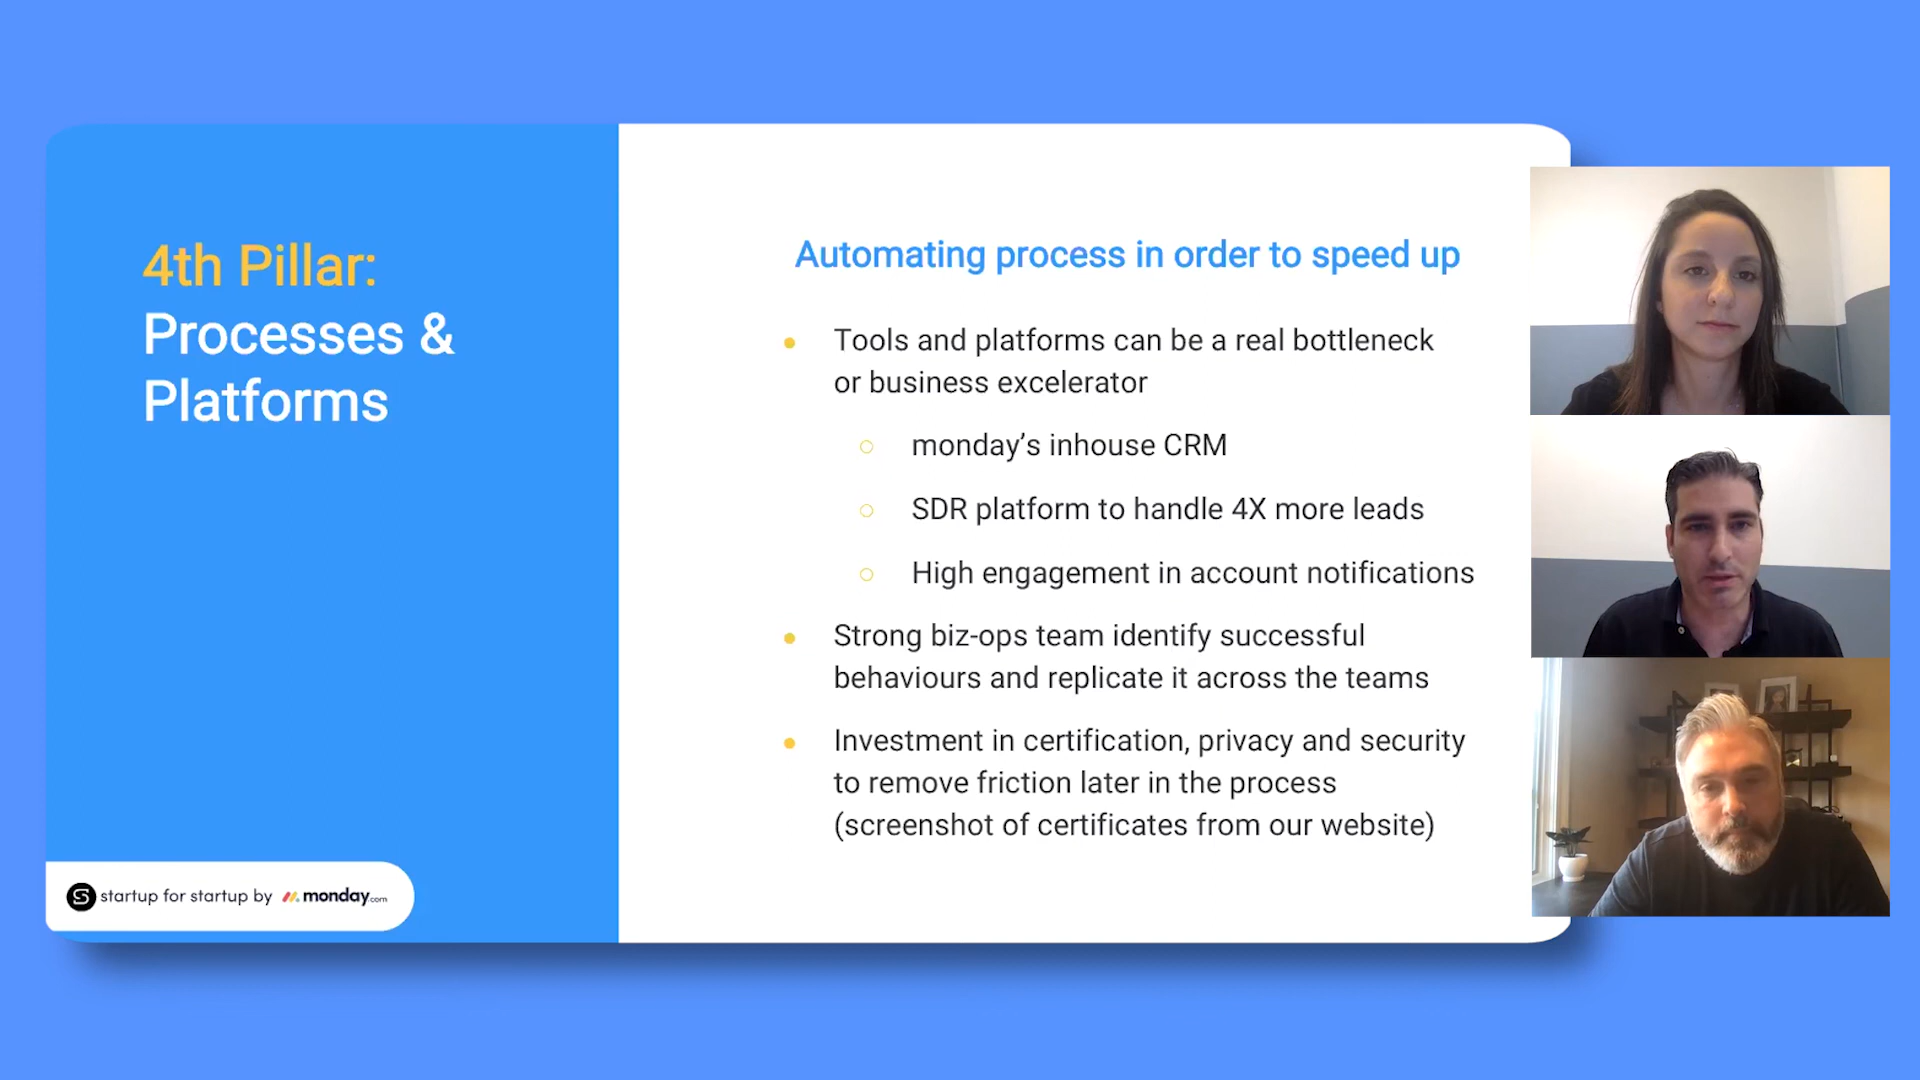 4th Pillar:
Processes &
Platforms
Automating process in order to speed up
Tools and platforms can be a real bottleneck
or business excelerator
monday's inhouse CRM
SDR platform to handle 4X more leads
High engagement in account notifications
Strong biz-ops team identify successful
behaviours and replicate it across the teams
Investment in certification, privacy and security
to remove friction later in the process
(screenshot of certificates from our website)
S startup for startup by monday.com